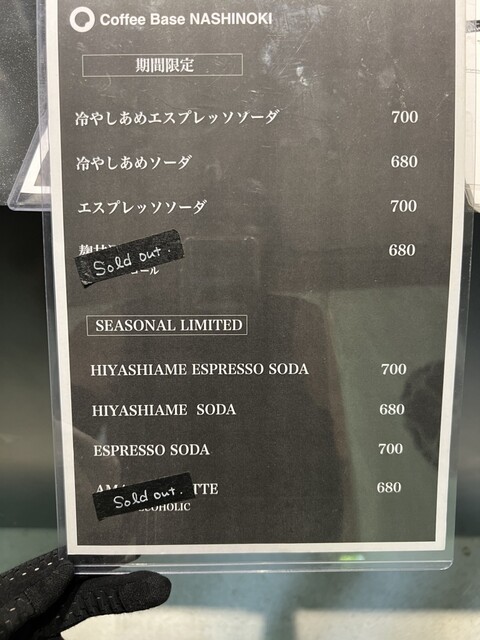 Coffee Base NASHINOKI
期間限定
冷やしあめエスプレッソソーダ 700
冷やしあめソーダ 680
エスプレッソソーダ 700
680
Sold out.
コール
SEASONAL LIMITED
HIYASHIAME ESPRESSO SODA 700
HIYASHIAME SODA 680
ESPRESSO SODA 700
680
Sold out.